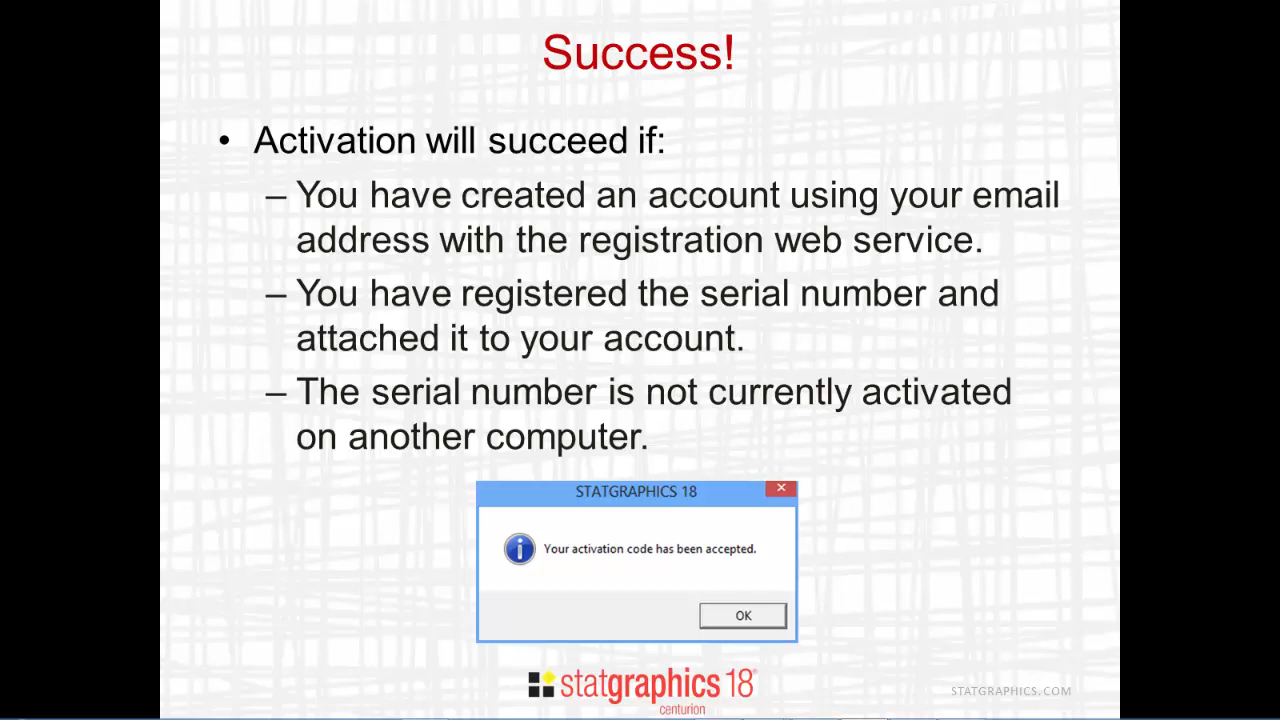 Success!
• Activation will succeed if:
– You have created an account using your email
address with the registration web service.
– You have registered the serial number and
attached it to your account.
– The serial number is not currently activated
on another computer.
STATGRAPHICS 18
Your activation code has been accepted.
OK
statgraphics 18®
centurion
STATGRAPHICS.COM